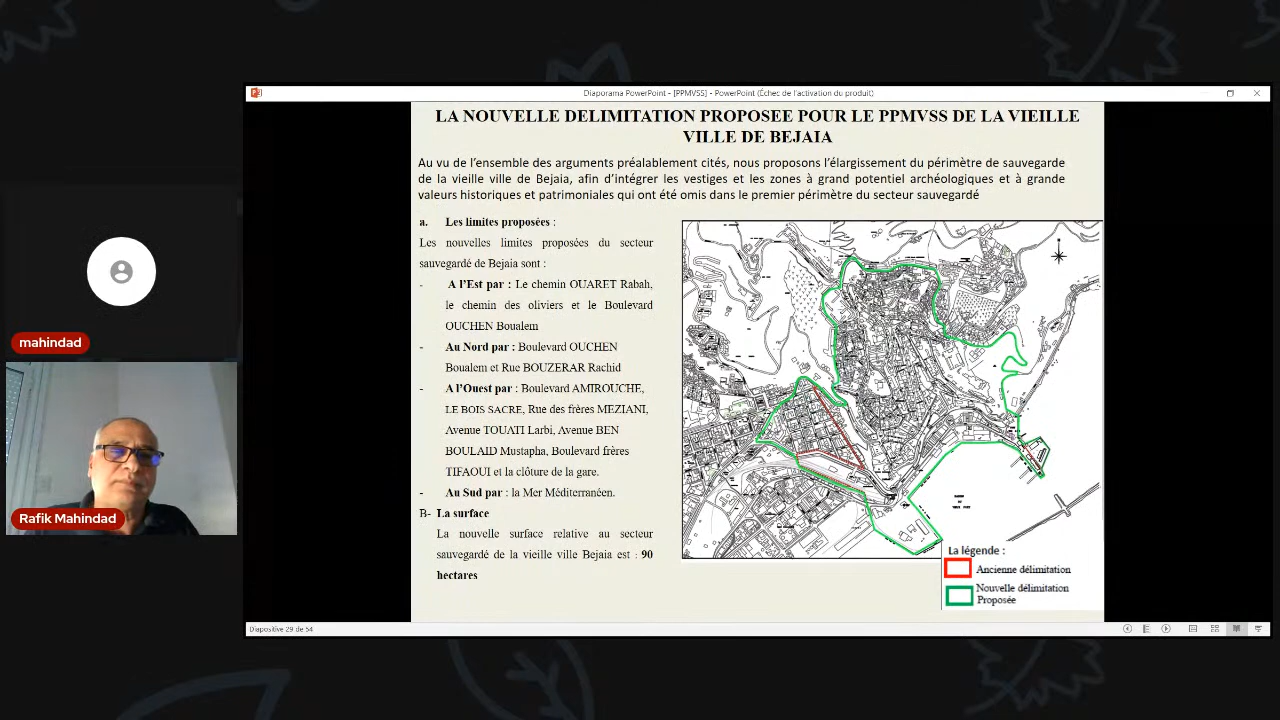 Diaporama PowerPoint - [PPMVSS] - PowerPoint (Échec de l'activation du produit)
LA NOUVELLE DELIMITATION PROPOSEE POUR LE PPMVSS DE LA VIEILLE
VILLE DE BEJAIA
Au vu de l'ensemble des arguments préalablement cités, nous proposons l'élargissement du périmètre de sauvegarde
de la vieille ville de Bejaia, afin d'intégrer les vestiges et les zones à grand potentiel archéologiques et à grande
valeurs historiques et patrimoniales qui ont été omis dans le premier périmètre du secteur sauvegardé
a. Les limites proposées :
Les nouvelles limites proposées du secteur
sauvegardé de Bejaia sont :
- A l'Est par : Le chemin OUARET Rabah,
le chemin des oliviers et le Boulevard
OUCHEN Boualem
- Au Nord par : Boulevard OUCHEN
Boualem et Rue BOUZERAR Rachid
- A l'Ouest par : Boulevard AMIROUCHE,
LE BOIS SACRE, Rue des frères MEZIANI,
Avenue TOUATI Larbi, Avenue BEN
BOULAID Mustapha, Boulevard frères
TIFAOUI et la clôture de la gare.
- Au Sud par : la Mer Méditerranéen.
B- La surface
La nouvelle surface relative au secteur
sauvegardé de la vieille ville Bejaia est : 90
hectares
La légende :
Ancienne délimitation
Nouvelle délimitation
Proposée
Diapositive 29 de 54
mahindad
Rafik Mahindad